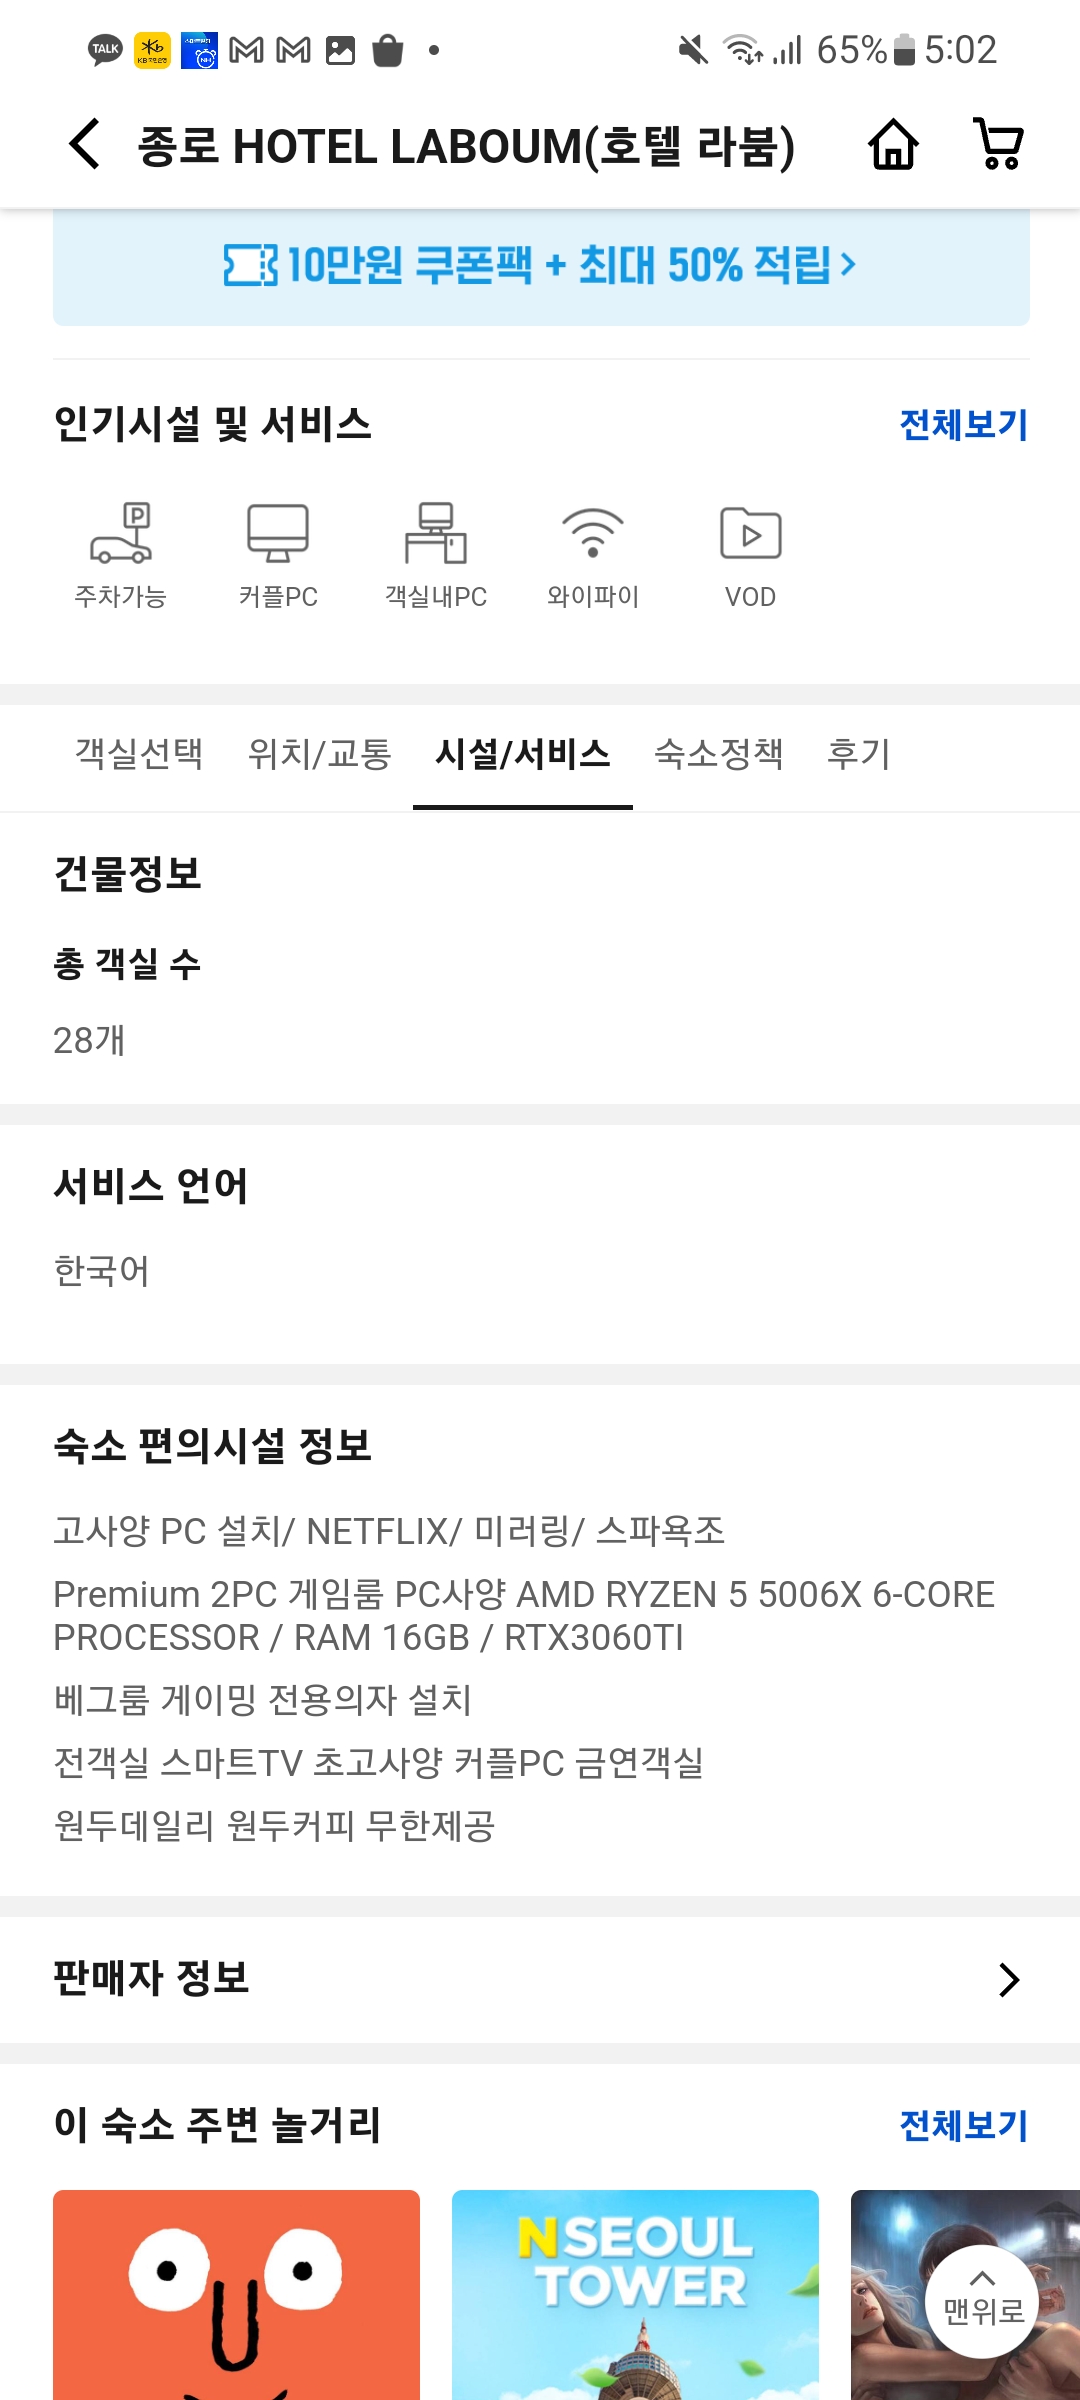 TALK
KB국민은행
NH
65% 5:02
종로 HOTEL LABOUM(호텔 라붐)
10만원 쿠폰팩 + 최대 50% 적립
인기시설 및 서비스 전체보기
P
주차가능 커플PC 객실내PC 와이파이 VOD
객실선택 위치/교통 시설/서비스 숙소정책 후기
건물정보
총 객실 수
28개
서비스 언어
한국어
숙소 편의시설 정보
고사양 PC 설치/ NETFLIX/ 미러링/ 스파욕조
Premium 2PC 게임룸 PC사양 AMD RYZEN 5 5006X 6-CORE
PROCESSOR / RAM 16GB / RTX3060TI
베그룸 게이밍 전용의자 설치
전객실 스마트TV 초고사양 커플PC 금연객실
원두데일리 원두커피 무한제공
판매자 정보
이 숙소 주변 놀거리 전체보기
N SEOUL
TOWER
맨위로